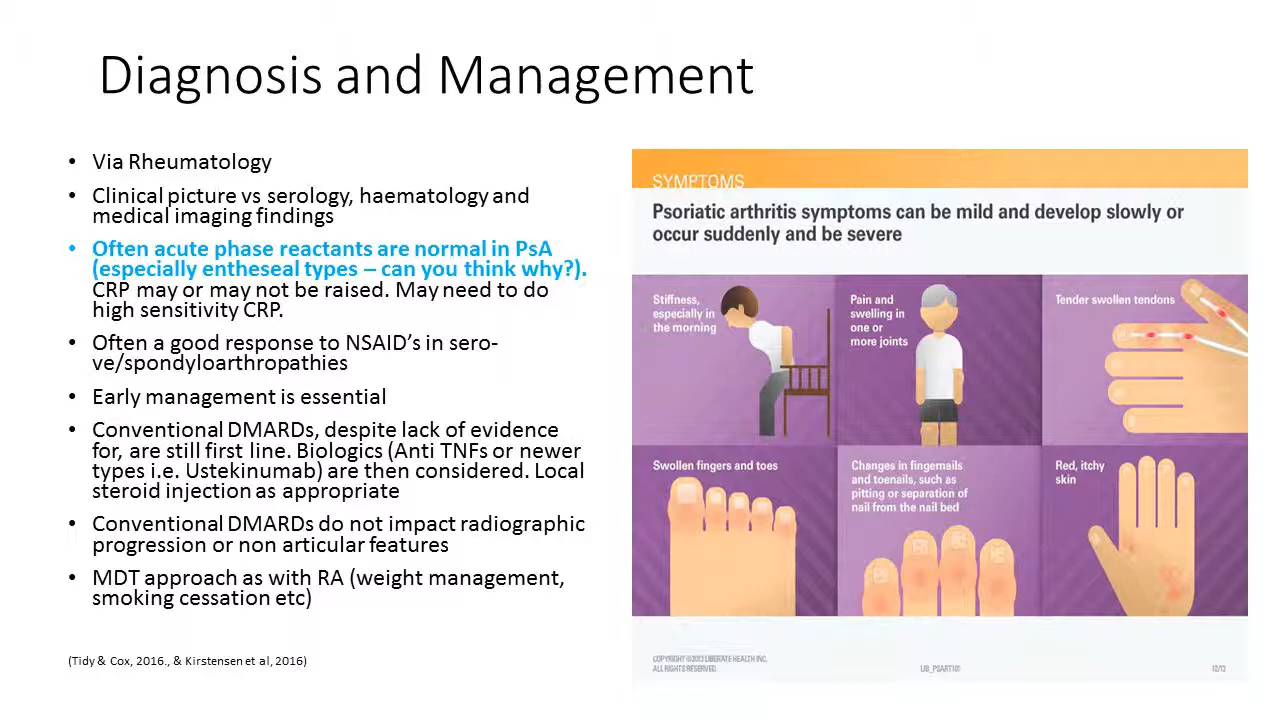 Diagnosis and Management
• Via Rheumatology
• Clinical picture vs serology, haematology and
medical imaging findings
• Often acute phase reactants are normal in PsA
(especially entheseal types – can you think why?).
CRP may or may not be raised. May need to do
high sensitivity CRP.
• Often a good response to NSAID's in sero-
ve/spondyloarthropathies
• Early management is essential
• Conventional DMARDs, despite lack of evidence
for, are still first line. Biologics (Anti TNFs or newer
types i.e. Ustekinumab) are then considered. Local
steroid injection as appropriate
• Conventional DMARDs do not impact radiographic
progression or non articular features
• MDT approach as with RA (weight management,
smoking cessation etc)
(Tidy & Cox, 2016., & Kirstensen et al, 2016)
SYMPTOMS
Psoriatic arthritis symptoms can be mild and develop slowly or
occur suddenly and be severe
Stiffness,
especially in
the morning
Pain and
swelling in
one or
more joints
Tender swollen tendons
Swollen fingers and toes
Changes in fingernails
and toenails, such as
pitting or separation of
nail from the nail bed
Red, itchy
skin
COPYRIGHT ©2013 LIBERATE HEALTH INC.
ALL RIGHTS RESERVED.
LIB_PSART101
12/13